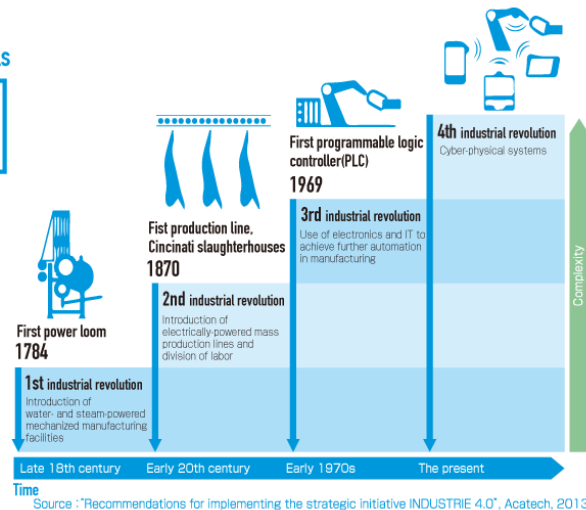 4th industrial revolution
Cyber-physical systems
First programmable logic
controller(PLC)
1969
3rd industrial revolution
Use of electronics and IT to
achieve further automation
in manufacturing
Fist production line,
Cincinati slaughterhouses
1870
2nd industrial revolution
Introduction of
electrically-powered mass
production lines and
division of labor
First power loom
1784
1st industrial revolution
Introduction of
water- and steam-powered
mechanized manufacturing
facilities
Complexity
Late 18th century Early 20th century Early 1970s The present
Time
Source : "Recommendations for implementing the strategic initiative INDUSTRIE 4.0", Acatech, 2013